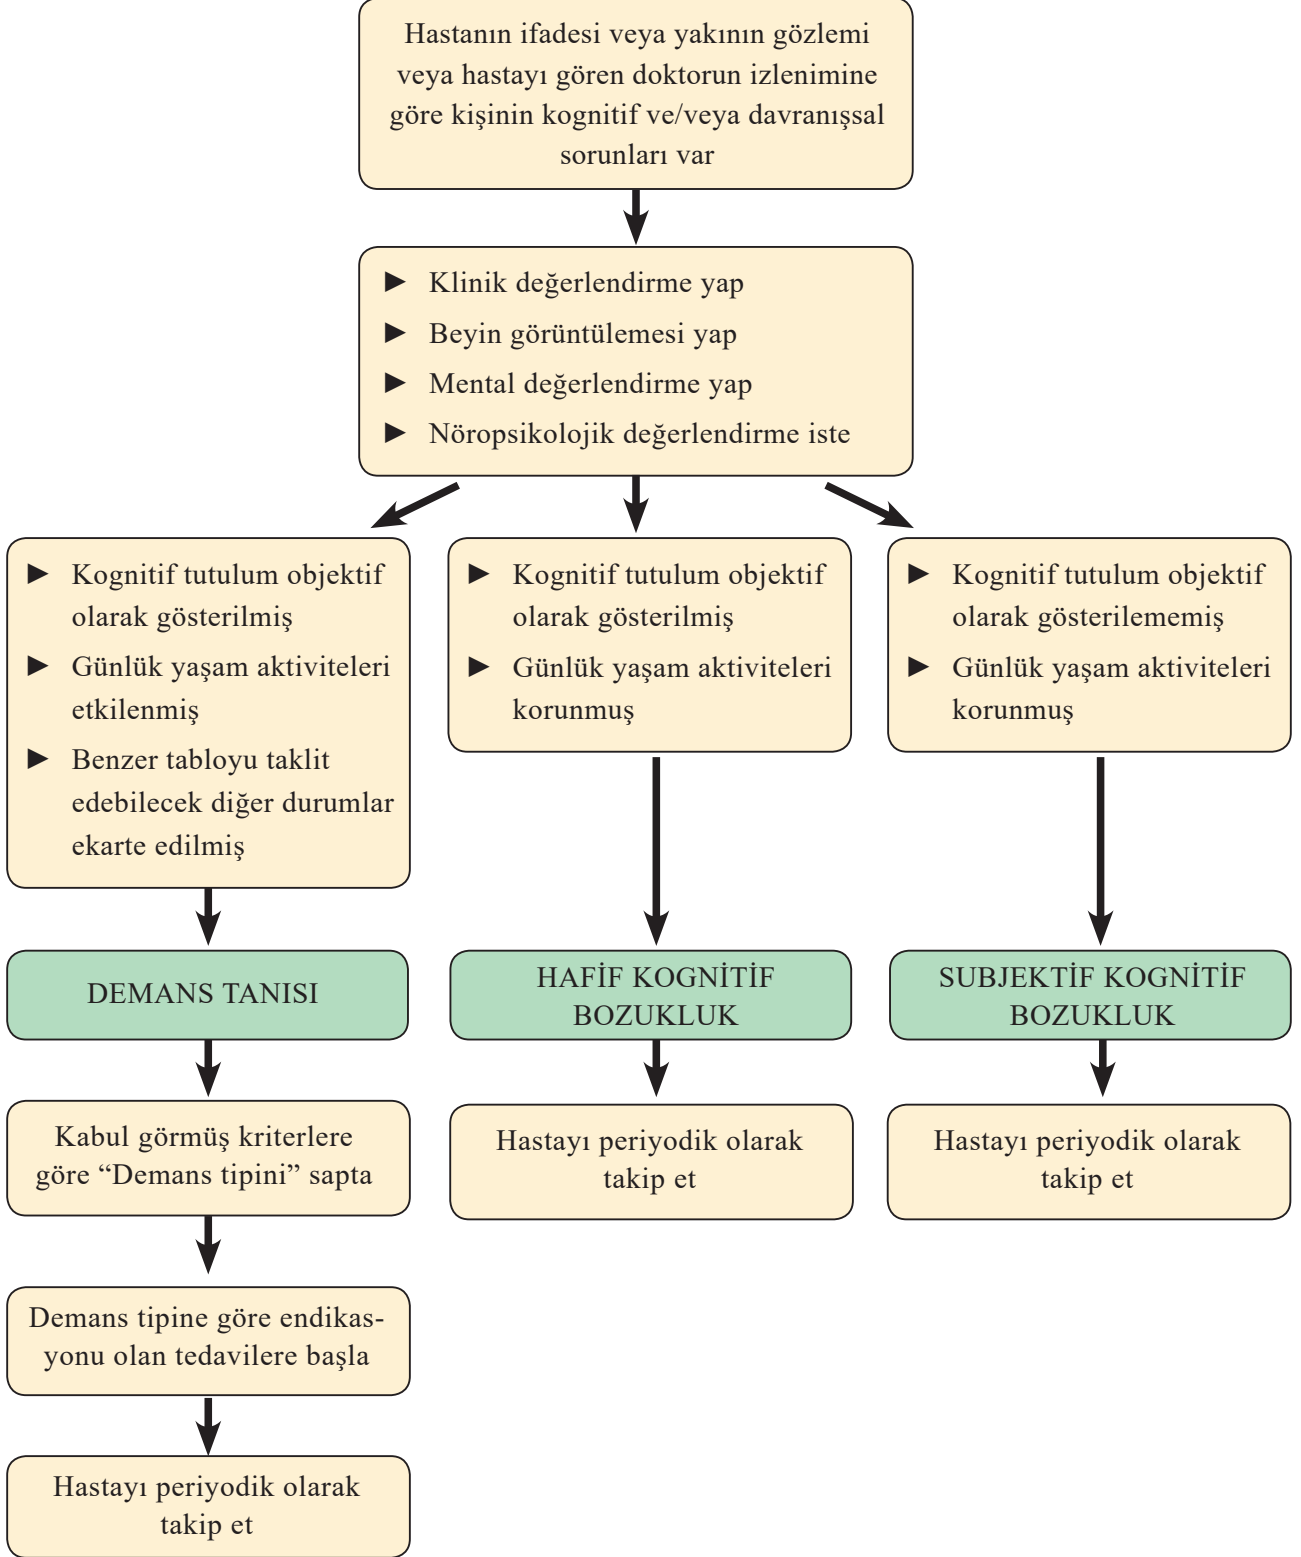 Hastanın ifadesi veya yakının gözlemi
veya hastayı gören doktorun izlenimine
göre kişinin kognitif ve/veya davranışsal
sorunları var
► Klinik değerlendirme yap
► Beyin görüntülemesi yap
► Mental değerlendirme yap
► Nöropsikolojik değerlendirme iste
► Kognitif tutulum objektif
olarak gösterilmiş
► Günlük yaşam aktiviteleri
etkilenmiş
► Benzer tabloyu taklit
edebilecek diğer durumlar
ekarte edilmiş
► Kognitif tutulum objektif
olarak gösterilmiş
► Günlük yaşam aktiviteleri
korunmuş
► Kognitif tutulum objektif
olarak gösterilememiş
► Günlük yaşam aktiviteleri
korunmuş
DEMANS TANISI
HAFİF KOGNİTİF
BOZUKLUK
SUBJEKTİF KOGNİTİF
BOZUKLUK
Kabul görmüş kriterlere
göre “Demans tipini” sapta
Hastayı periyodik olarak
takip et
Hastayı periyodik olarak
takip et
Demans tipine göre endikas-
yonu olan tedavilere başla
Hastayı periyodik olarak
takip et